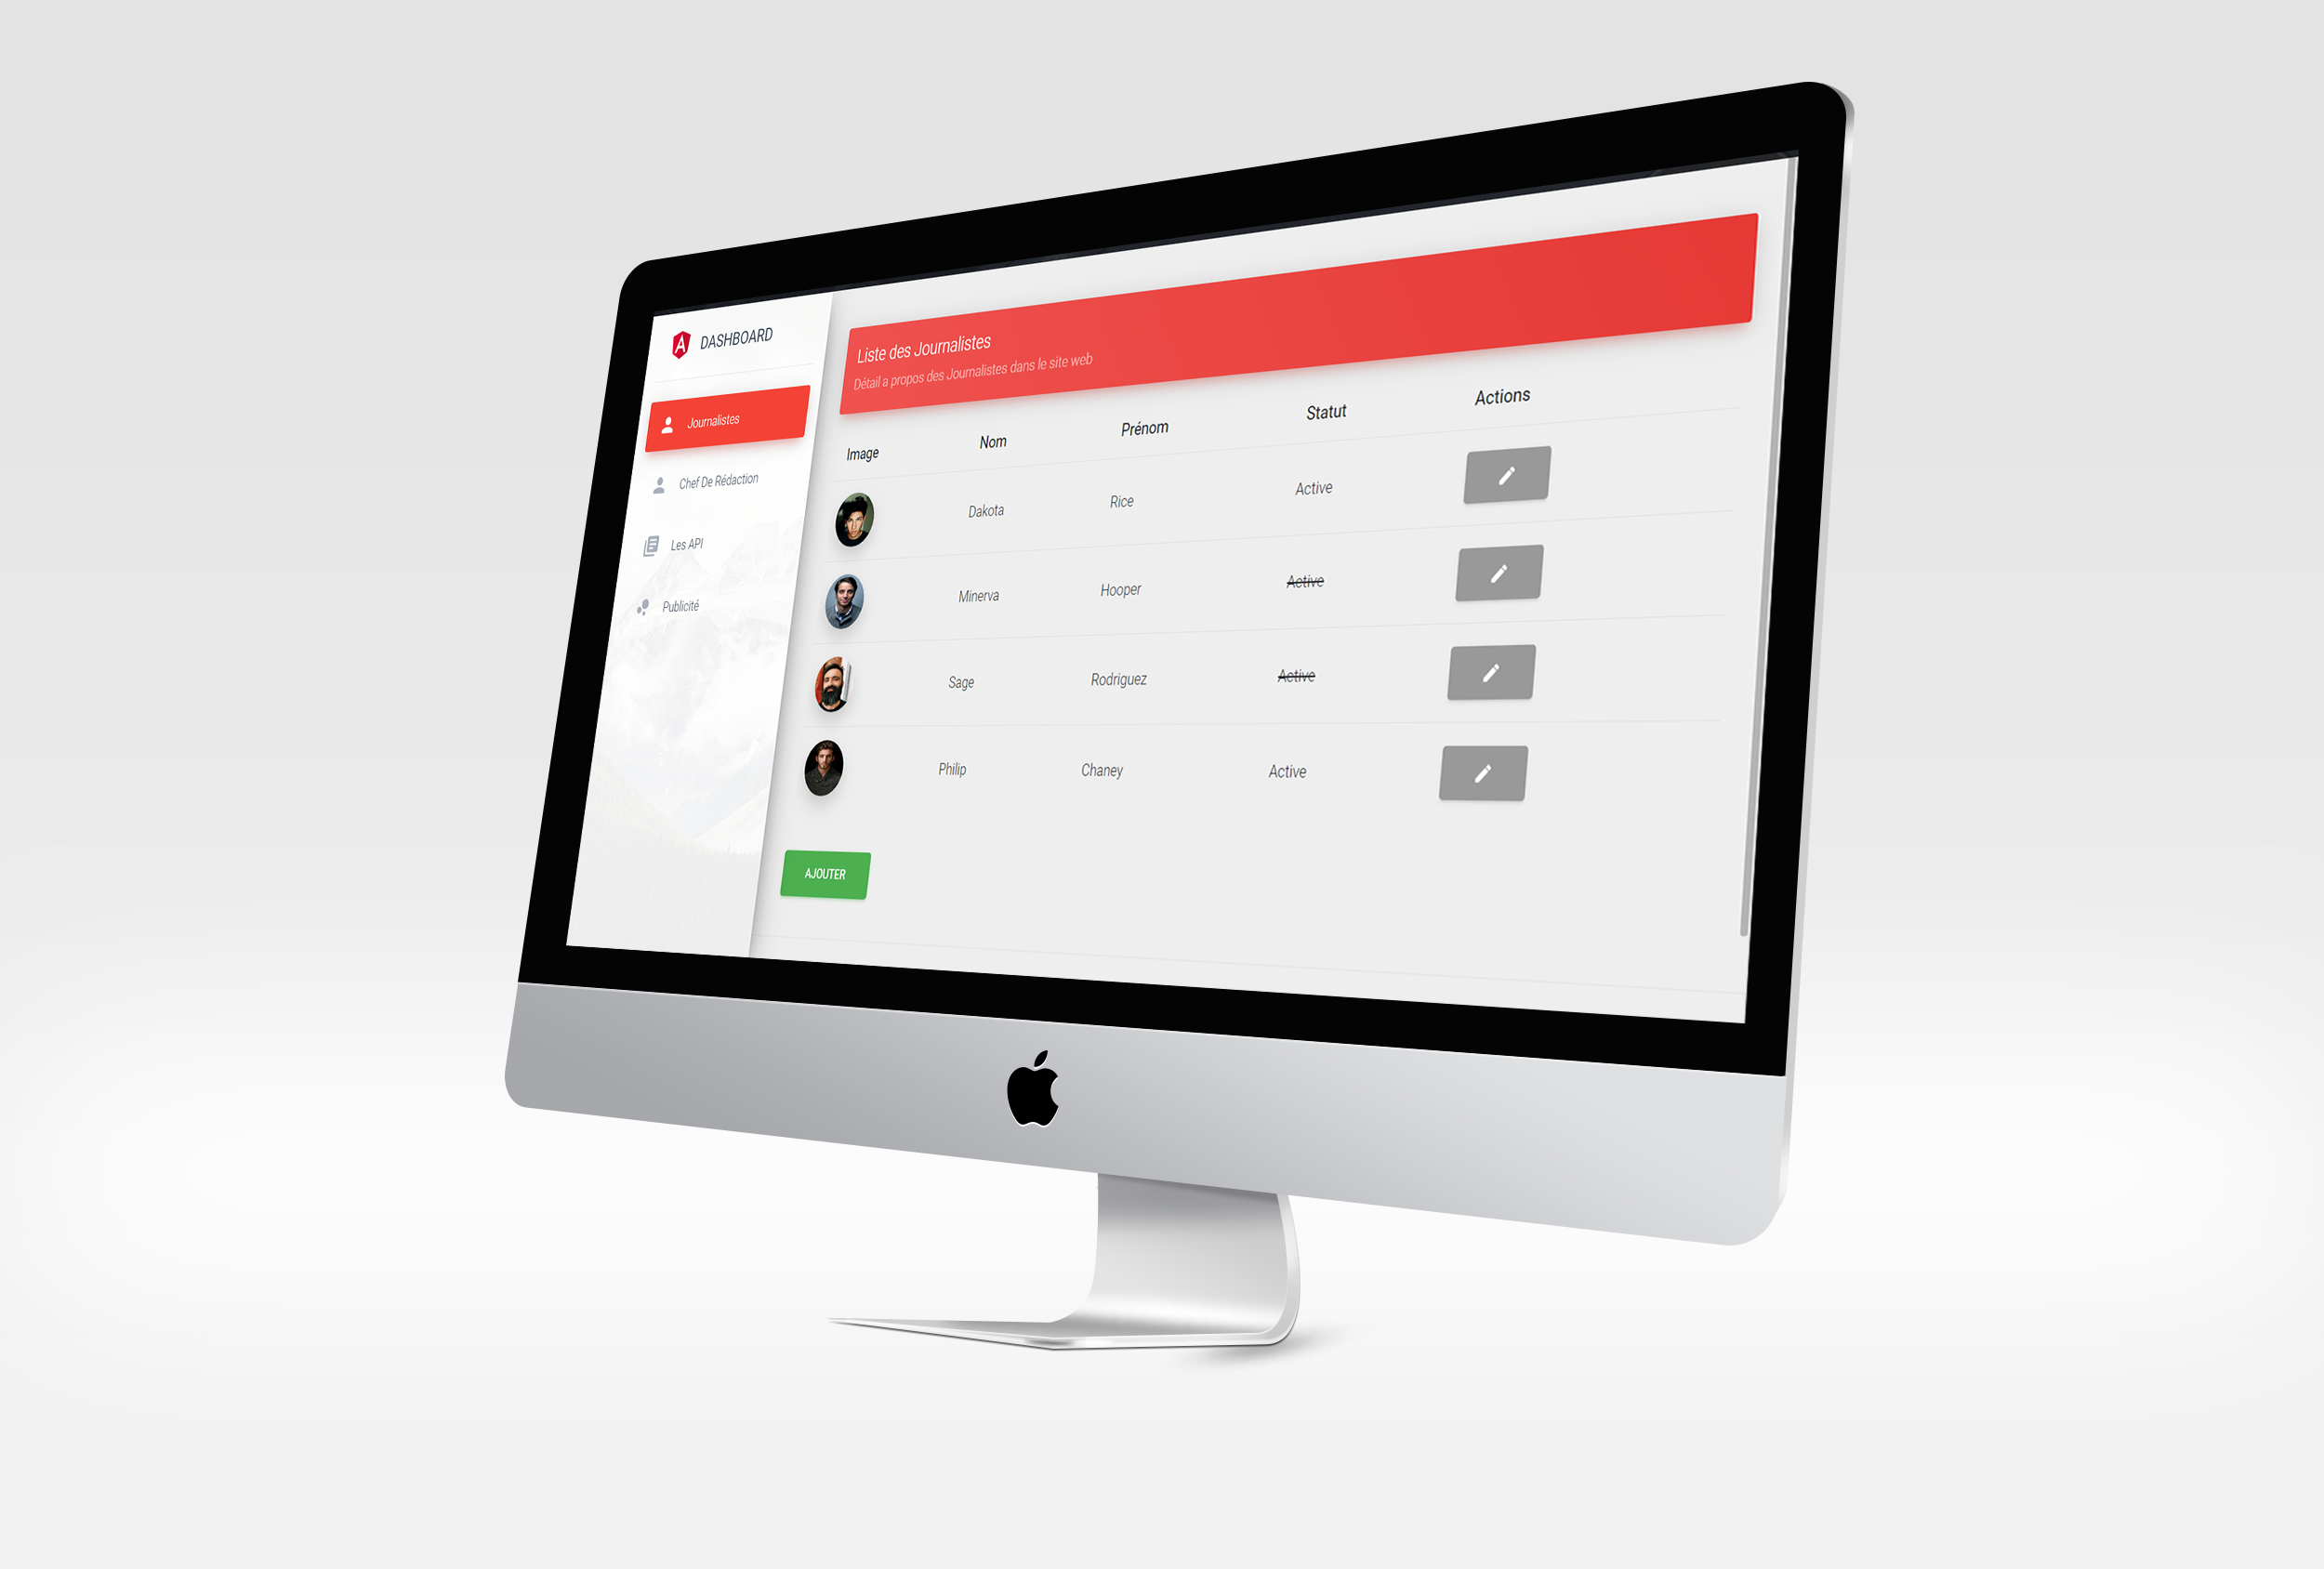 DASHBOARD
Journalistes
Chef De Rédaction
Les API
Publicité
Liste des Journalistes
Détail a propos des Journalistes dans le site web
Image Nom Prénom Statut Actions
Dakota Rice Active
Minerva Hooper Active
Sage Rodriguez Active
Philip Chaney Active
AJOUTER